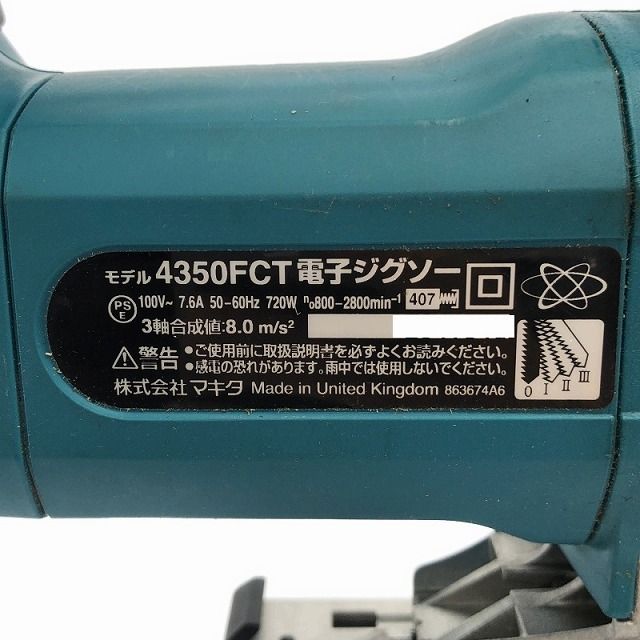 モデル 4350FCT 電子ジグソー
PS E 100V~ 7.6A 50-60Hz 720W n₀800-2800min⁻¹ 407
3軸合成値:8.0 m/s²
⚠警告 ●ご使用前に取扱説明書を必ずよくお読みください。
●感電の恐れがあります。雨中では使用しないでください。
株式会社 マキタ Made in United Kingdom 863674A6
0 I II III